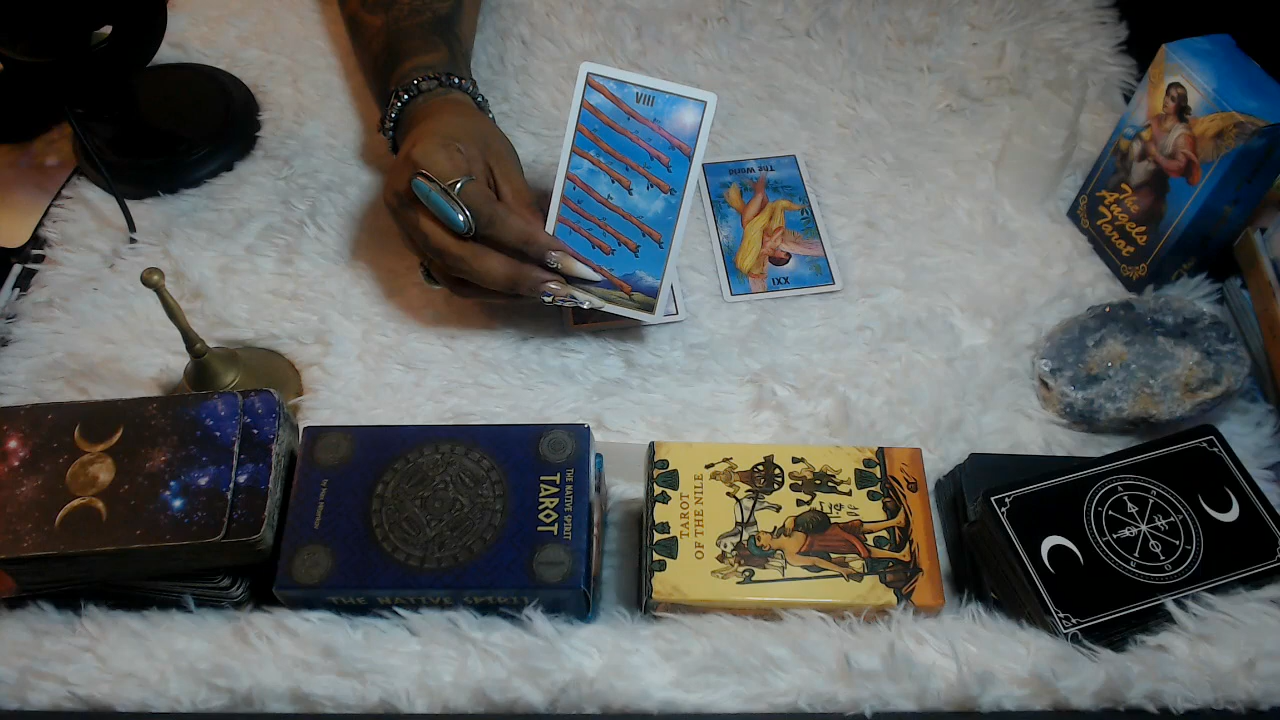 VIII
The World
XXI
The
Angels
Tarot
THE NATIVE SPIRIT
TAROT
THE NATIVE SPIRIT
TAROT
OF THE NILE